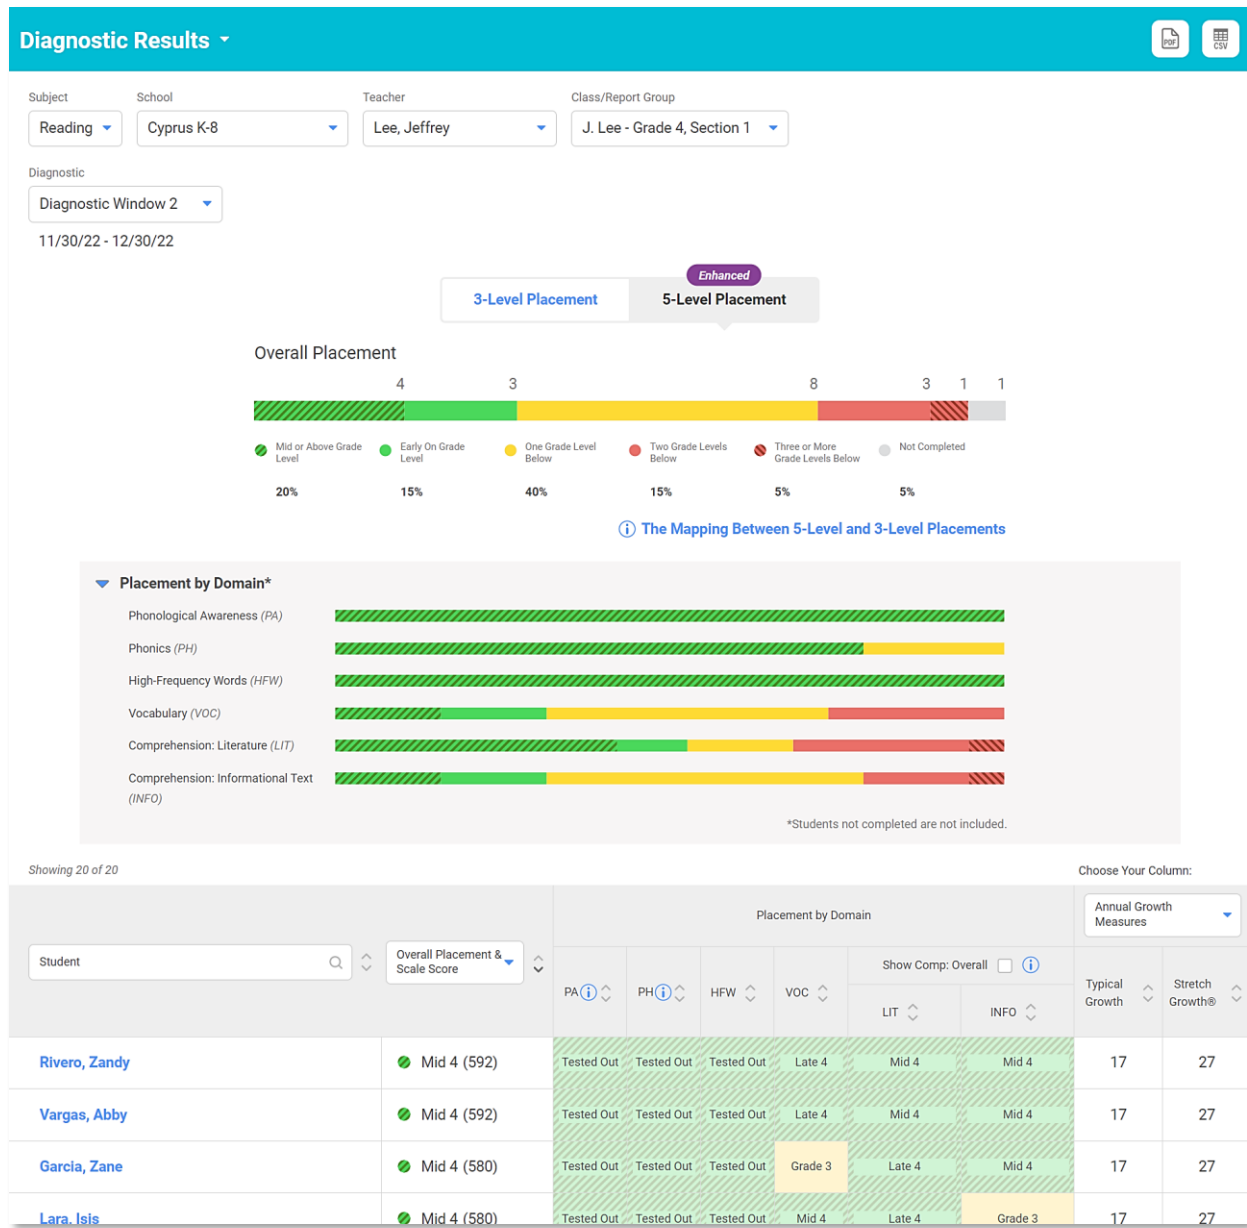 Diagnostic Results
PDF
CSV
Subject School Teacher Class/Report Group
Reading Cyprus K-8 Lee, Jeffrey J. Lee - Grade 4, Section 1
Diagnostic
Diagnostic Window 2
11/30/22 - 12/30/22
Enhanced
3-Level Placement 5-Level Placement
Overall Placement
4 3 8 3 1 1
Mid or Above Grade Level
Early On Grade Level
One Grade Level Below
Two Grade Levels Below
Three or More Grade Levels Below
Not Completed
20% 15% 40% 15% 5% 5%
The Mapping Between 5-Level and 3-Level Placements
Placement by Domain*
Phonological Awareness (PA)
Phonics (PH)
High-Frequency Words (HFW)
Vocabulary (VOC)
Comprehension: Literature (LIT)
Comprehension: Informational Text
(INFO)
*Students not completed are not included.
Showing 20 of 20 Choose Your Column:
Placement by Domain
Annual Growth
Measures
Student
Overall Placement &
Scale Score
Show Comp: Overall
PA PH HFW VOC LIT INFO
Typical
Growth
Stretch
Growth®
Rivero, Zandy Mid 4 (592) Tested Out Tested Out Tested Out Late 4 Mid 4 Mid 4 17 27
Vargas, Abby Mid 4 (592) Tested Out Tested Out Tested Out Late 4 Mid 4 Mid 4 17 27
Garcia, Zane Mid 4 (580) Tested Out Tested Out Tested Out Grade 3 Late 4 Mid 4 17 27
Lara, Isis Mid 4 (580) Tested Out Tested Out Tested Out Mid 4 Late 4 Grade 3 17 27